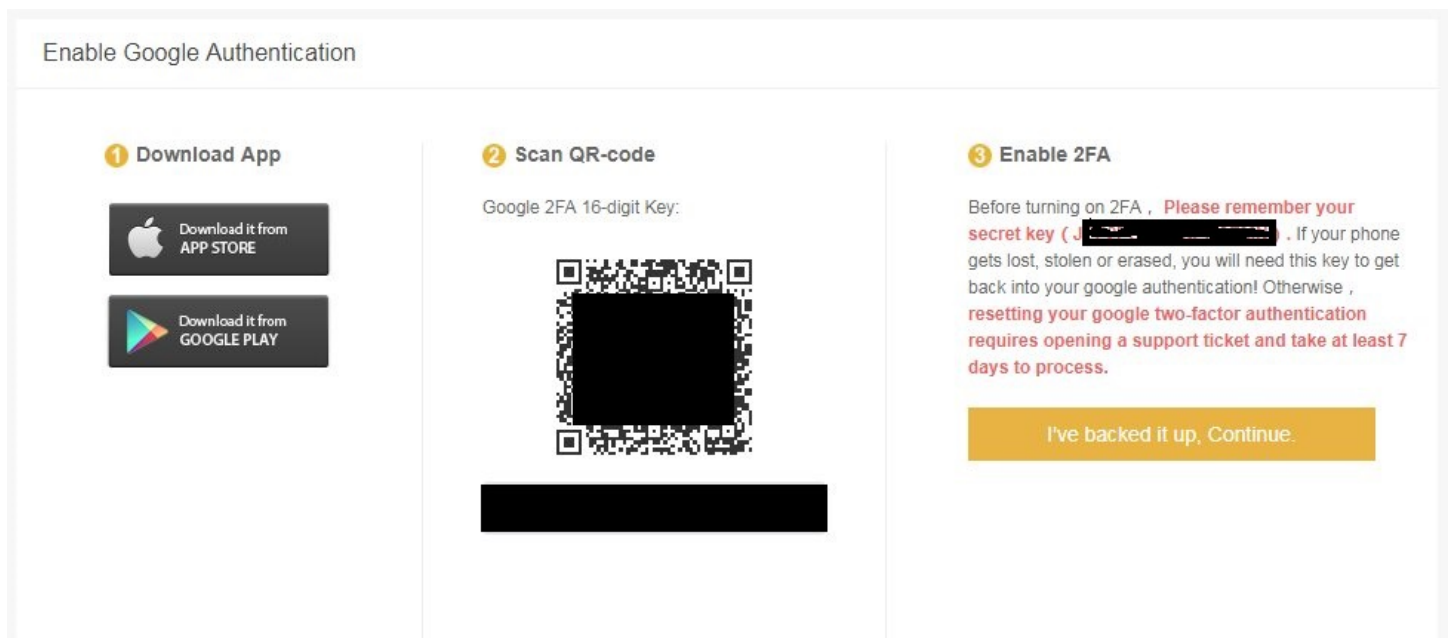 Enable Google Authentication
1 Download App
Download it from
APP STORE
Download it from
GOOGLE PLAY
2 Scan QR-code
Google 2FA 16-digit Key:
3 Enable 2FA
Before turning on 2FA , Please remember your
secret key ( J ) . If your phone
gets lost, stolen or erased, you will need this key to get
back into your google authentication! Otherwise ,
resetting your google two-factor authentication
requires opening a support ticket and take at least 7
days to process.
I've backed it up, Continue.